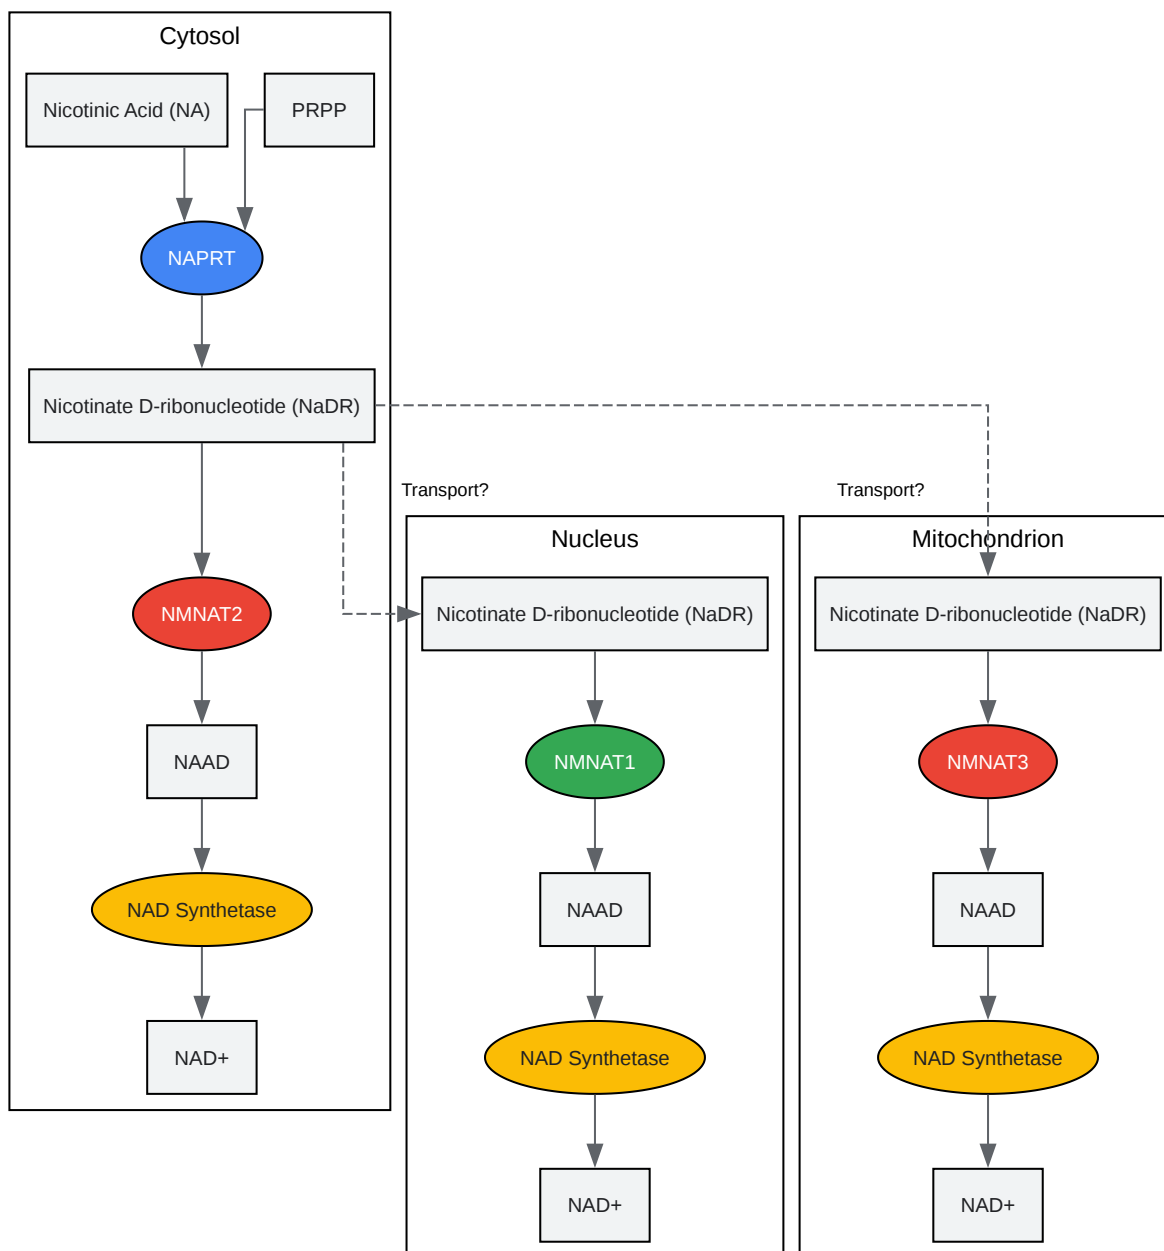 Cytosol
Nicotinic Acid (NA)
PRPP
NAPRT
Nicotinate D-ribonucleotide (NaDR)
NMNAT2
NAAD
NAD Synthetase
NAD+
Transport?
Nucleus
Nicotinate D-ribonucleotide (NaDR)
NMNAT1
NAAD
NAD Synthetase
NAD+
Transport?
Mitochondrion
Nicotinate D-ribonucleotide (NaDR)
NMNAT3
NAAD
NAD Synthetase
NAD+